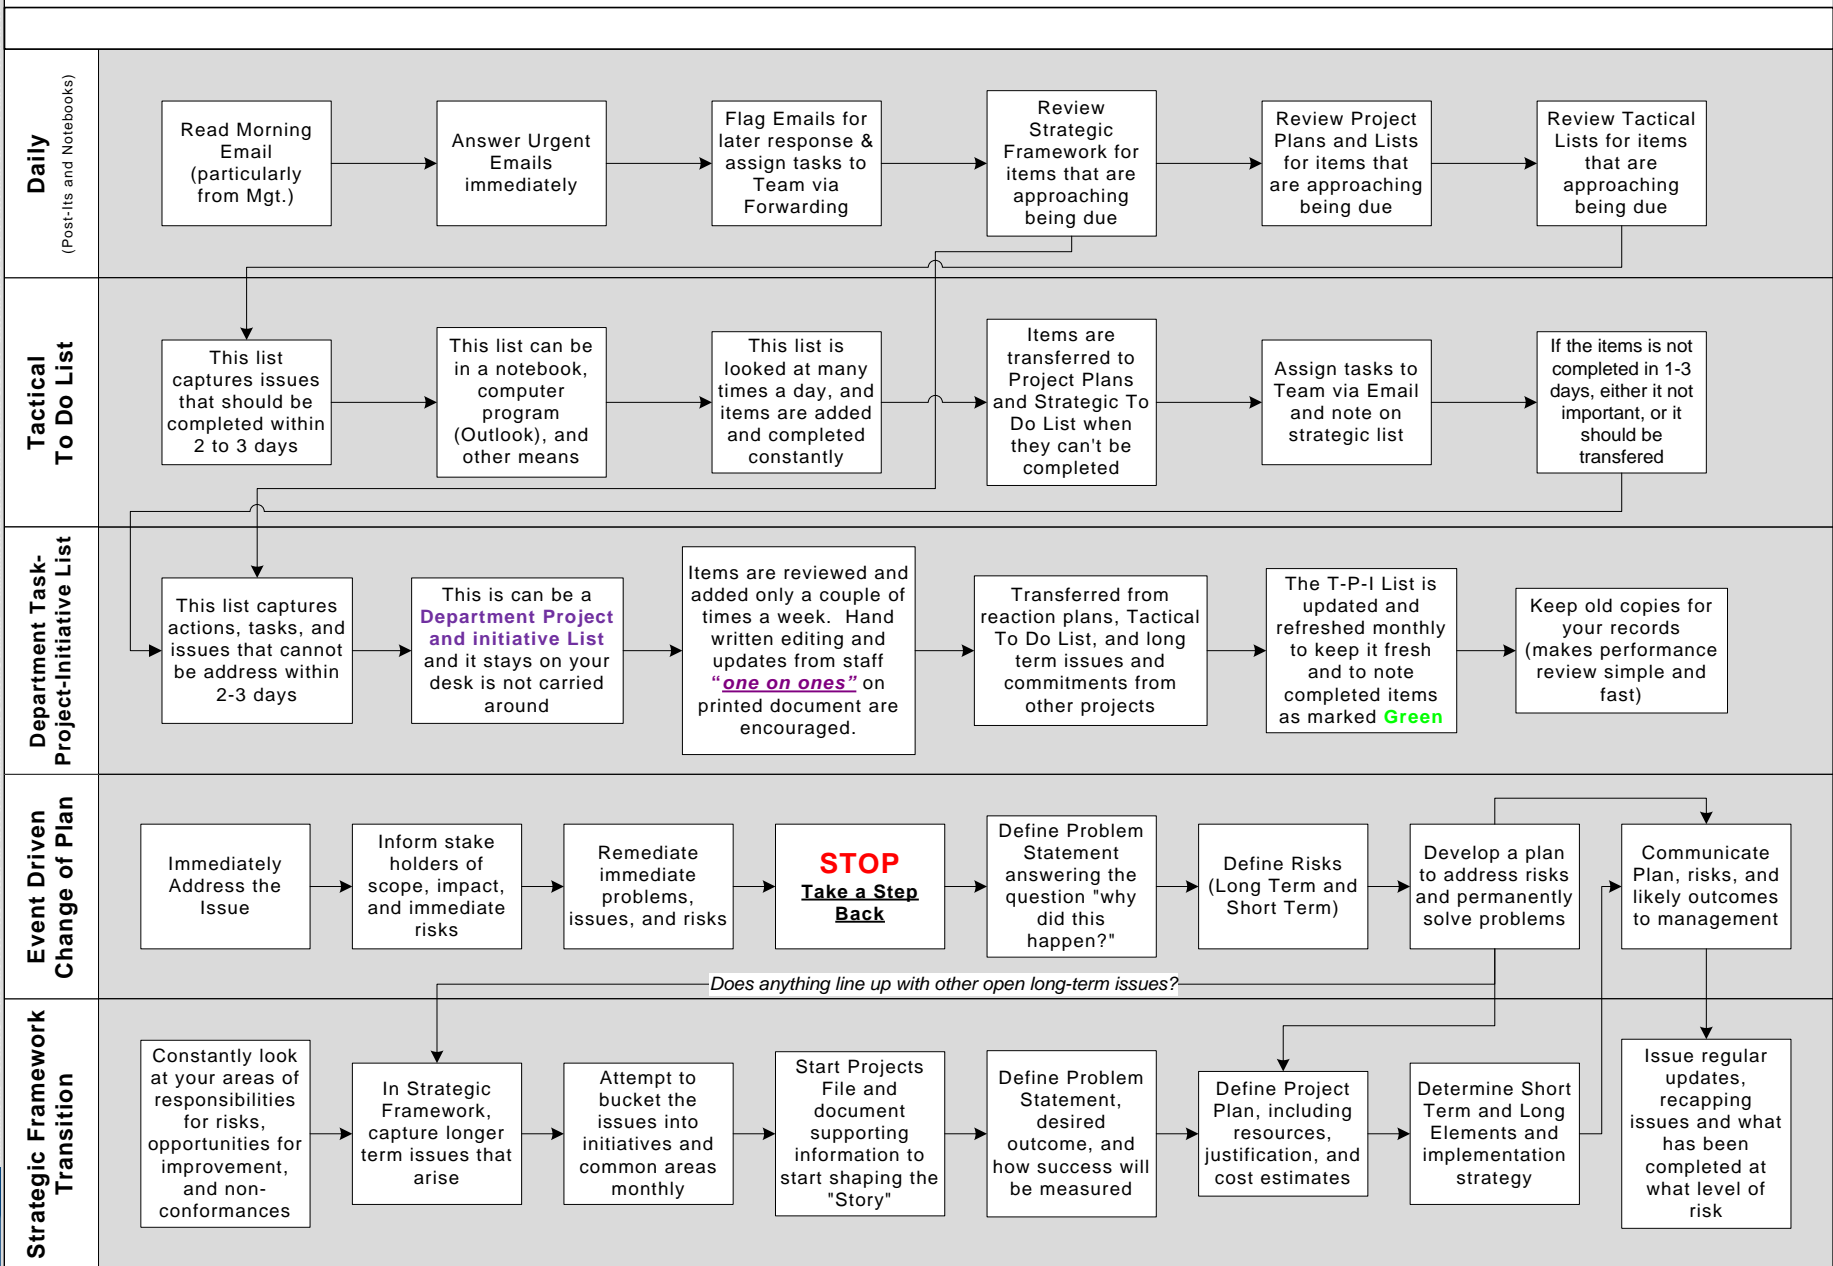 Daily
(Post-Its and Notebooks)
Read Morning
Email
(particularly
from Mgt.)
Answer Urgent
Emails
immediately
Flag Emails for
later response &
assign tasks to
Team via
Forwarding
Review
Strategic
Framework for
items that are
approaching
being due
Review Project
Plans and Lists
for items that
are approaching
being due
Review Tactical
Lists for items
that are
approaching
being due
Tactical
To Do List
This list
captures issues
that should be
completed within
2 to 3 days
This list can be
in a notebook,
computer
program
(Outlook), and
other means
This list is
looked at many
times a day, and
items are added
and completed
constantly
Items are
transferred to
Project Plans
and Strategic To
Do List when
they can't be
completed
Assign tasks to
Team via Email
and note on
strategic list
If the items is not
completed in 1-3
days, either it not
important, or it
should be
transfered
Department Task-
Project-Initiative List
This list captures
actions, tasks, and
issues that cannot
be address within
2-3 days
This is can be a
Department Project
and initiative List
and it stays on your
desk is not carried
around
Items are reviewed and
added only a couple of
times a week.  Hand
written editing and
updates from staff
“one on ones” on
printed document are
encouraged.
Transferred from
reaction plans, Tactical
To Do List, and long
term issues and
commitments from
other projects
The T-P-I List is
updated and
refreshed monthly
to keep it fresh
and to note
completed items
as marked Green
Keep old copies for
your records
(makes performance
review simple and
fast)
Event Driven
Change of Plan
Immediately
Address the
Issue
Inform stake
holders of
scope, impact,
and immediate
risks
Remediate
immediate
problems,
issues, and risks
STOP
Take a Step
Back
Define Problem
Statement
answering the
question "why
did this
happen?"
Define Risks
(Long Term and
Short Term)
Develop a plan
to address risks
and permanently
solve problems
Communicate
Plan, risks, and
likely outcomes
to management
Does anything line up with other open long-term issues?
Strategic Framework
Transition
Constantly look
at your areas of
responsibilities
for risks,
opportunities for
improvement,
and non-
conformances
In Strategic
Framework,
capture longer
term issues that
arise
Attempt to
bucket the
issues into
initiatives and
common areas
monthly
Start Projects
File and
document
supporting
information to
start shaping the
"Story"
Define Problem
Statement,
desired
outcome, and
how success will
be measured
Define Project
Plan, including
resources,
justification, and
cost estimates
Determine Short
Term and Long
Elements and
implementation
strategy
Issue regular
updates,
recapping
issues and what
has been
completed at
what level of
risk